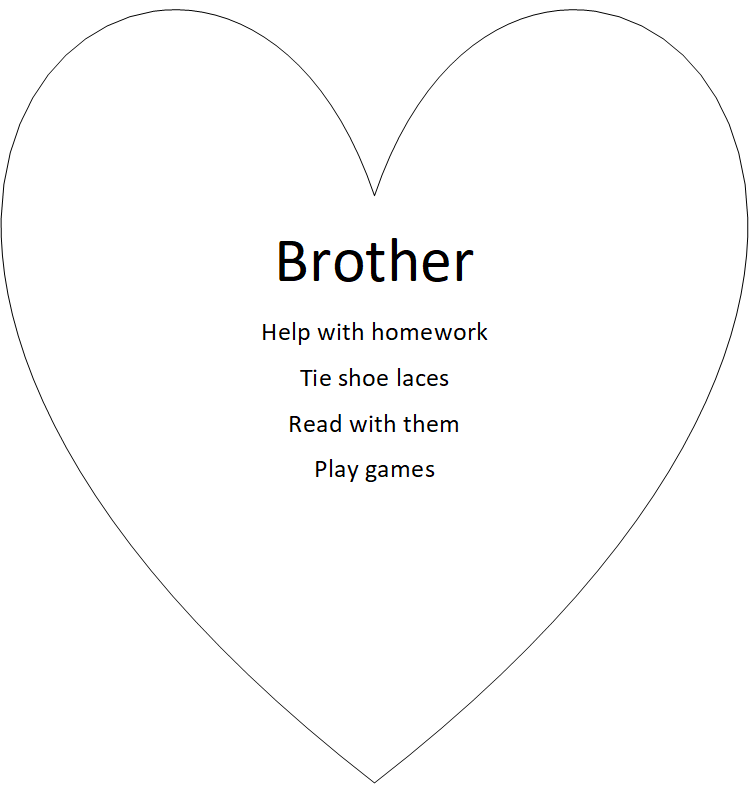 Brother
Help with homework
Tie shoe laces
Read with them
Play games